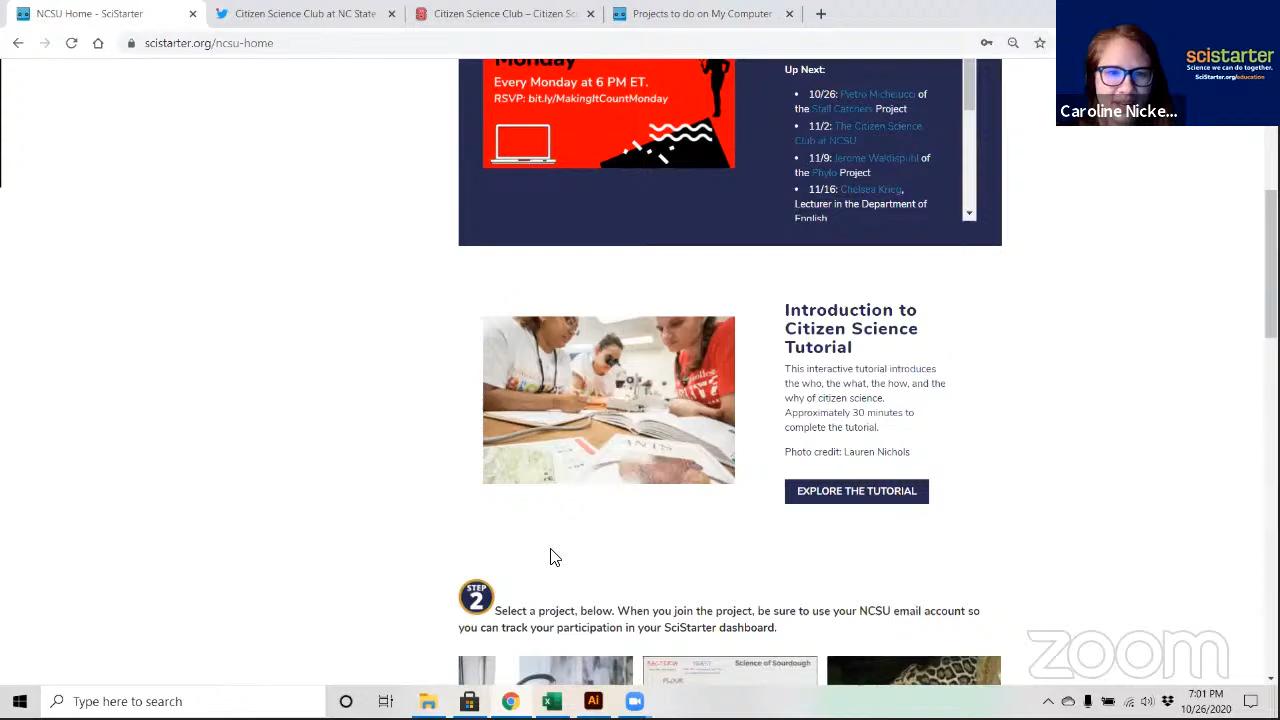 NCSU Home - SciStarter
Citizen Science Club at NC State
Citizen Science Club – Citizen Sci
Projects to do on My Computer
scistarter.org/ncsu-home
scistarter
Science we can do together.
SciStarter.org/education
Caroline Nicke...
Monday
Every Monday at 6 PM ET.
RSVP: bit.ly/MakingItCountMonday
Up Next:
10/26: Pietro Michelucci of
the Stall Catchers Project
11/2: The Citizen Science
Club at NCSU
11/9: Jerome Waldispuhl of
the Phylo Project
11/16: Chelsea Krieg,
Lecturer in the Department of
English
Introduction to
Citizen Science
Tutorial
This interactive tutorial introduces
the who, the what, the how, and the
why of citizen science.
Approximately 30 minutes to
complete the tutorial.
Photo credit: Lauren Nichols
EXPLORE THE TUTORIAL
STEP
2
Select a project, below. When you join the project, be sure to use your NCSU email account so
you can track your participation in your SciStarter dashboard.
BACTERIA YEAST
Science of Sourdough
FLOUR
zoom
Type here to search
Ai
7:01 PM
10/26/2020